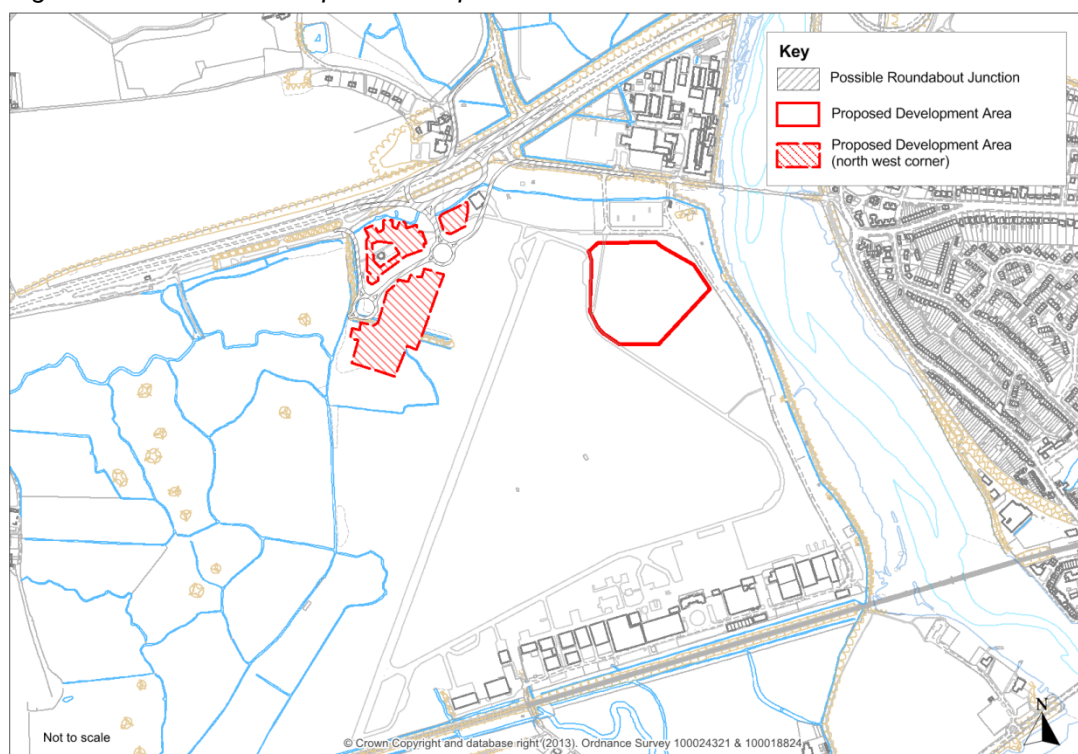 Key
Possible Roundabout Junction
Proposed Development Area
Proposed Development Area
(north west corner)
N
Not to scale
© Crown Copyright and database right (2013). Ordnance Survey 100024321 & 100018824